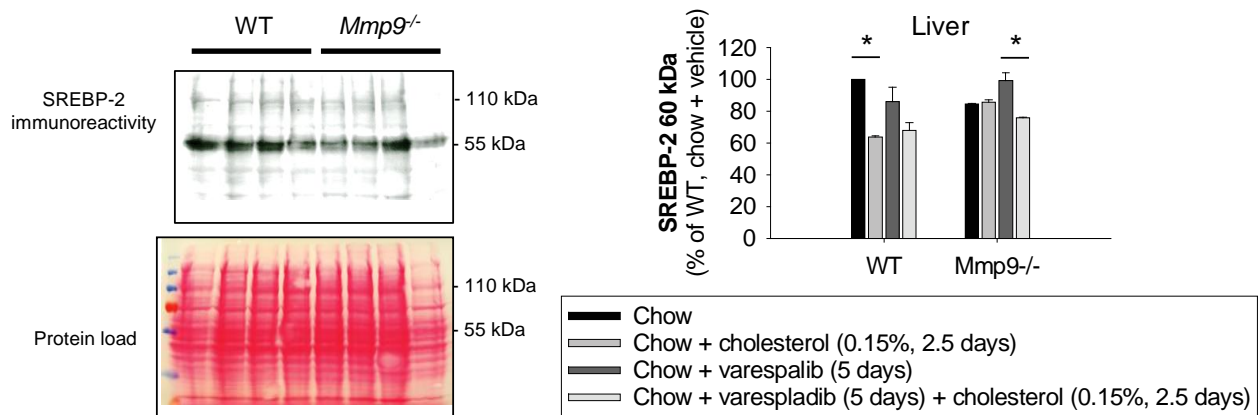 WT Mmp9-/-
SREBP-2
immunoreactivity
110 kDa
55 kDa
Protein load
110 kDa
55 kDa
Liver
SREBP-2 60 kDa
(% of WT, chow + vehicle)
120
100
80
60
40
20
0
* *
WT Mmp9-/-
Chow
Chow + cholesterol (0.15%, 2.5 days)
Chow + varespalib (5 days)
Chow + varespladib (5 days) + cholesterol (0.15%, 2.5 days)